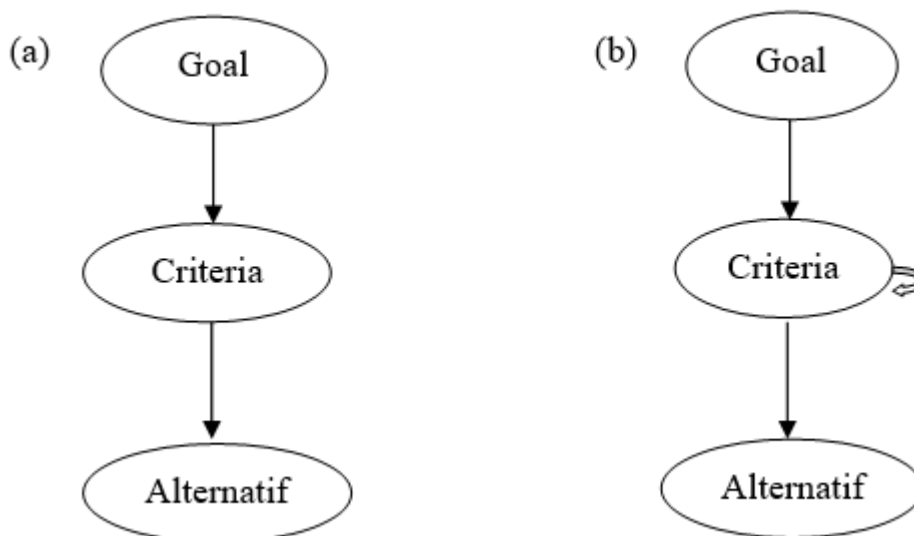 (a)
Goal
Criteria
Alternatif
(b)
Goal
Criteria
Alternatif